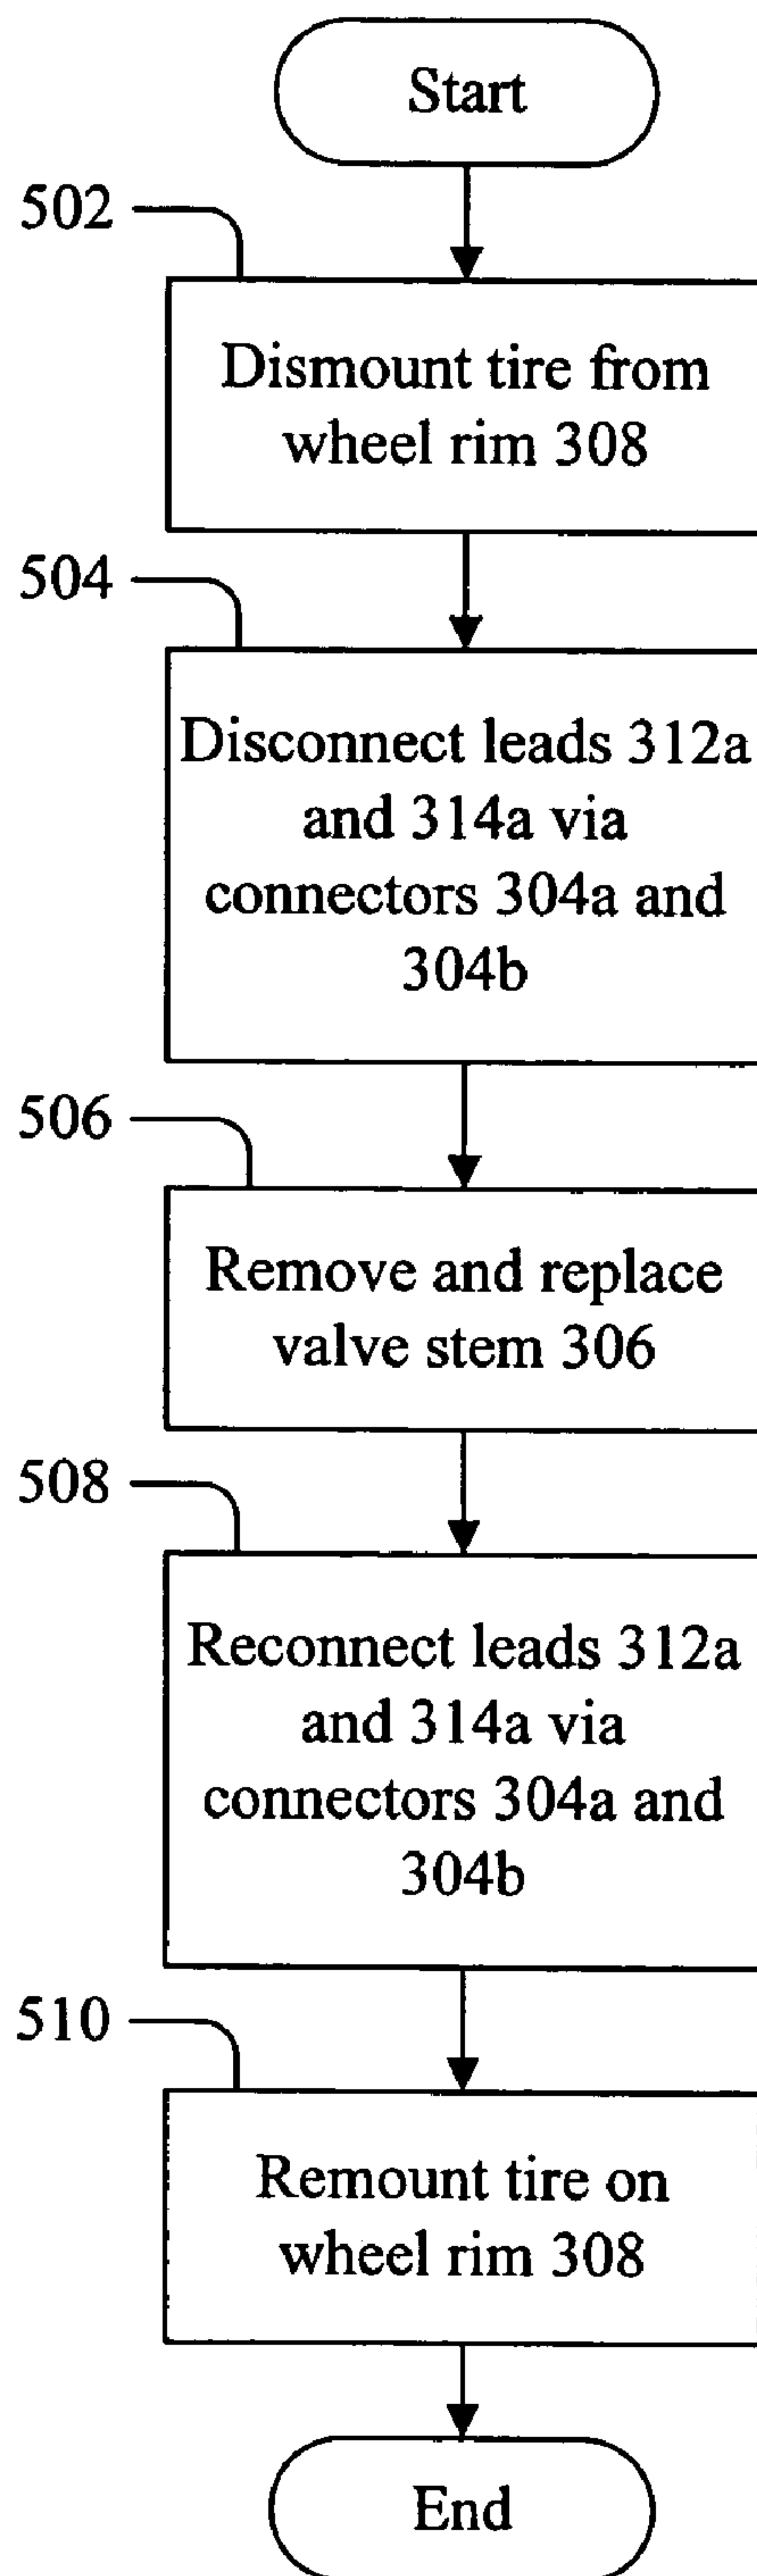 Start
502
Dismount tire from
wheel rim 308
504
Disconnect leads 312a
and 314a via
connectors 304a and
304b
506
Remove and replace
valve stem 306
508
Reconnect leads 312a
and 314a via
connectors 304a and
304b
510
Remount tire on
wheel rim 308
End